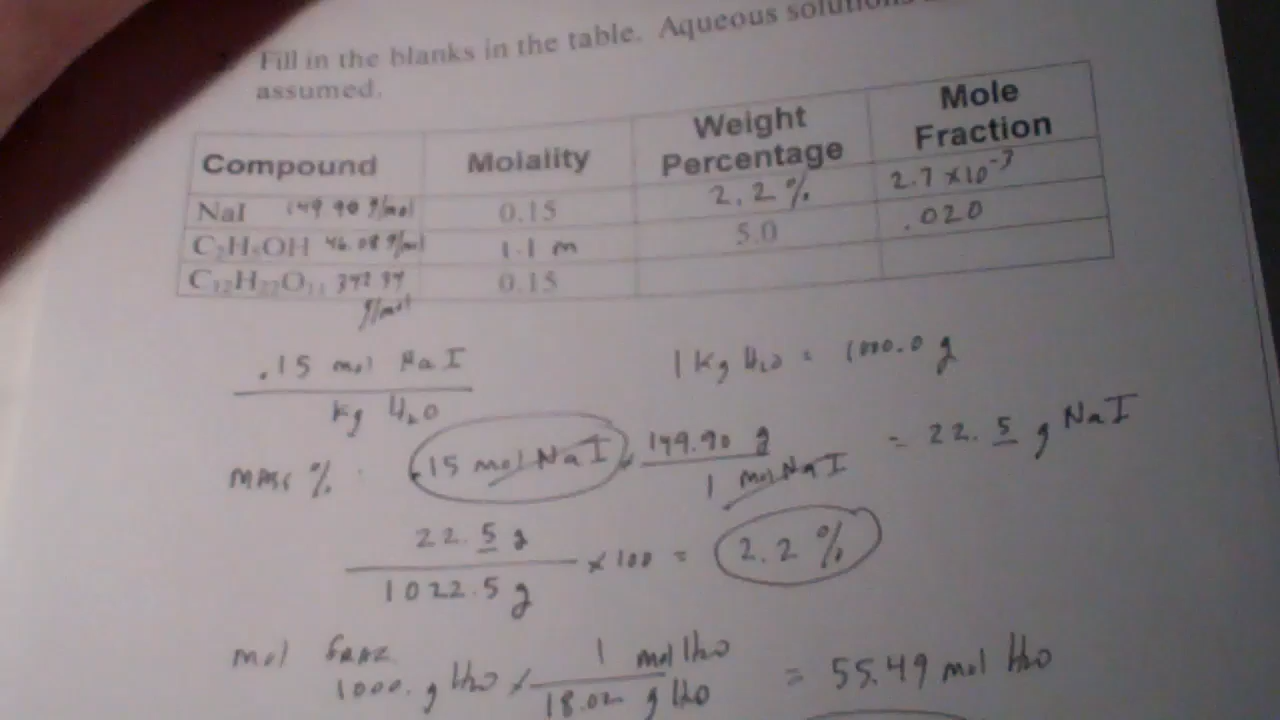 Fill in the blanks in the table. Aqueous solutions
assumed.
Compound Molality Weight Percentage Mole Fraction
NaI 149.90 g/mol 0.15 2.2 % 2.7 x10⁻³
C₂H₅OH 46.08 g/mol 1.1 m 5.0 .020
C₁₂H₂₂O₁₁ 342.34 g/mol 0.15
.15 mol NaI 1 kg H₂O = 1000.0 g
kg H₂O
mass % .15 mol NaI 149.90 g = 22.5 g NaI
1 mol NaI
22.5 g
x 100 = 2.2 %
1022.5 g
mol frac 1 mol H₂O
1000. g H₂O x = 55.49 mol H₂O
18.02 g H₂O